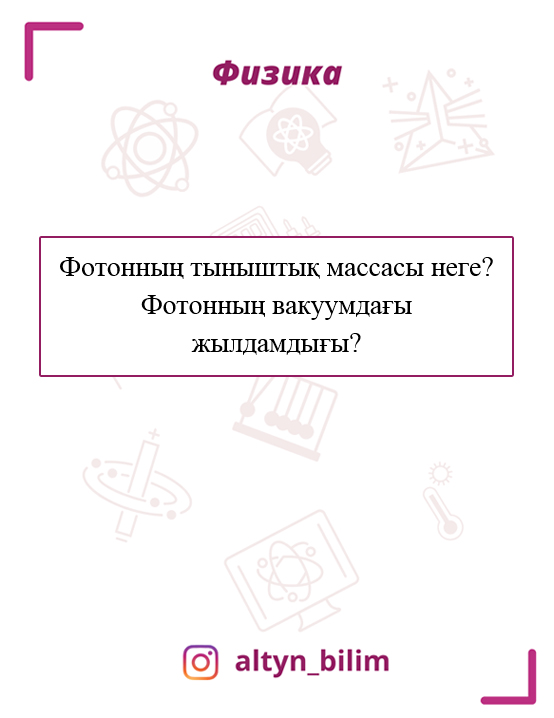 Физика
Фотонның тыныштық массасы неге?
Фотонның вакуумдағы
жылдамдығы?
altyn_bilim